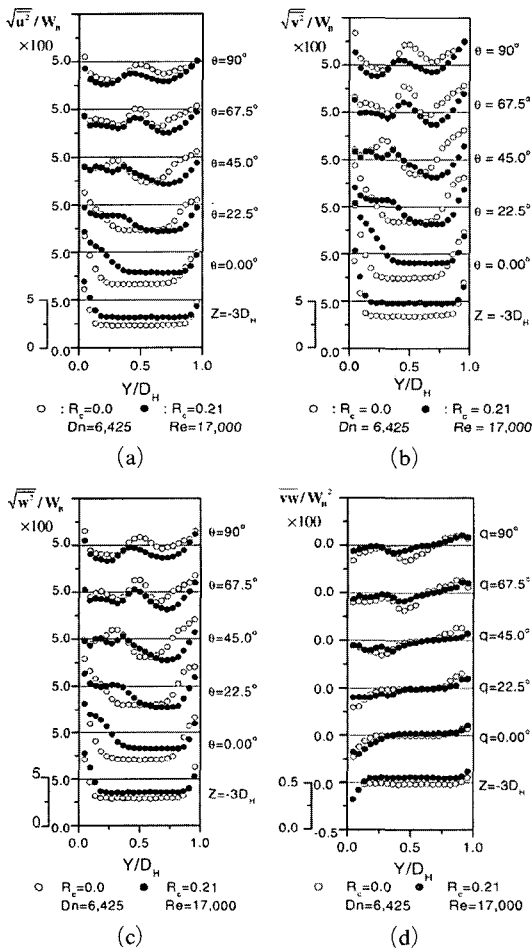 √u²/W_B
×100
5.0
θ=90°
5.0
θ=67.5°
5.0
θ=45.0°
5.0
θ=22.5°
5.0
θ=0.00°
5
5.0
Z=-3D_H
0
0.0
0.0 0.5 1.0
Y/D_H
○ : R_c=0.0 ● : R_c=0.21
Dn=6,425 Re=17,000
(a)
√v²/W_B
×100
5.0
θ=90°
5.0
θ=67.5°
5.0
θ=45.0°
5.0
θ=22.5°
5.0
θ=0.00°
5
5.0
Z=-3D_H
0
0.0
0.0 0.5 1.0
Y/D_H
○ : R_c=0.0 ● : R_c=0.21
Dn=6,425 Re=17,000
(b)
√w²/W_B
×100
5.0
θ=90°
5.0
θ=67.5°
5.0
θ=45.0°
5.0
θ=22.5°
5.0
θ=0.00°
5
5.0
Z=-3D_H
0
0.0
0.0 0.5 1.0
Y/D_H
○ R_c=0.0 ● R_c=0.21
Dn=6,425 Re=17,000
(c)
vw/W_B²
×100
0.0
q=90°
0.0
q=67.5°
0.0
q=45.0°
0.0
q=22.5°
0.0
q=0.00°
0.5
0.0
Z=-3D_H
0.0
-0.5
0.0 0.5 1.0
Y/D_H
○ R_c=0.0 ● R_c=0.21
Dn=6,425 Re=17,000
(d)